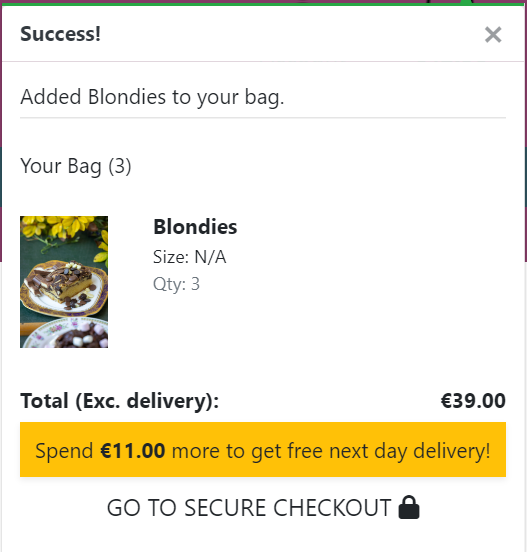 Success!
Added Blondies to your bag.
Your Bag (3)
Blondies
Size: N/A
Qty: 3
Total (Exc. delivery): €39.00
Spend €11.00 more to get free next day delivery!
GO TO SECURE CHECKOUT